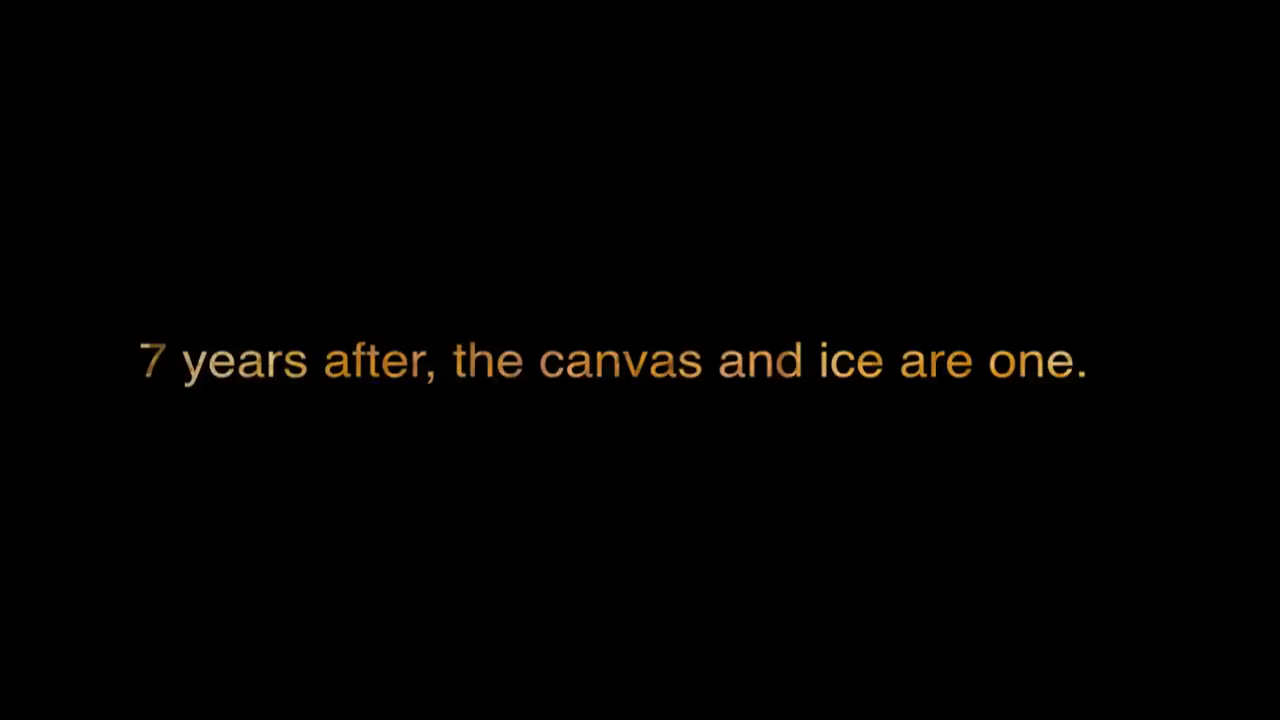 7 years after, the canvas and ice are one.